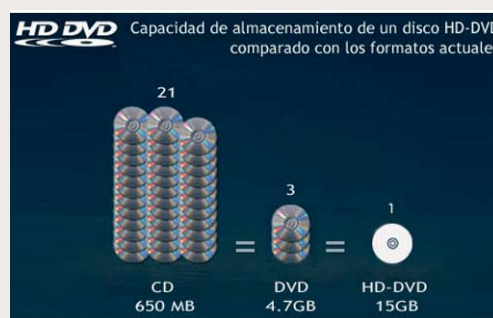 HD DVD
Capacidad de almacenamiento de un disco HD-DVD
comparado con los formatos actuale
21
3
1
=
=
CD
DVD
HD-DVD
650 MB
4.7GB
15GB